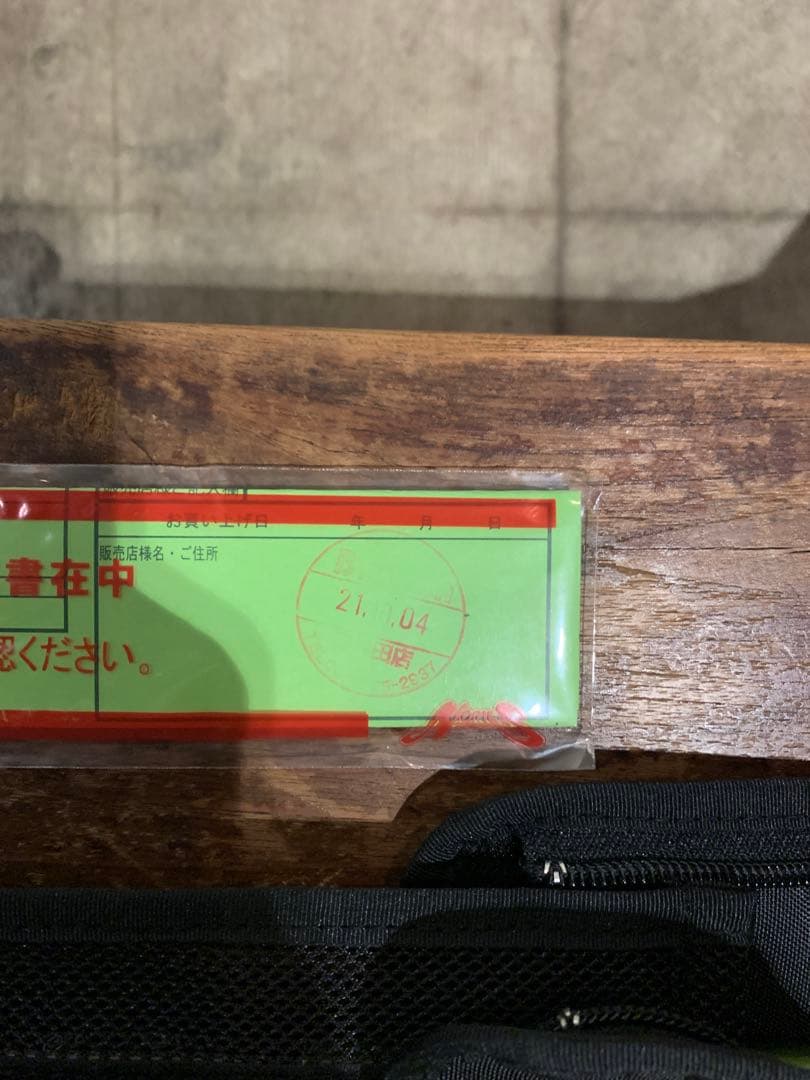 お買い上げ日 年 月 日
販売店様名・ご住所
書在中
認ください。
21. .04
田店
-2937